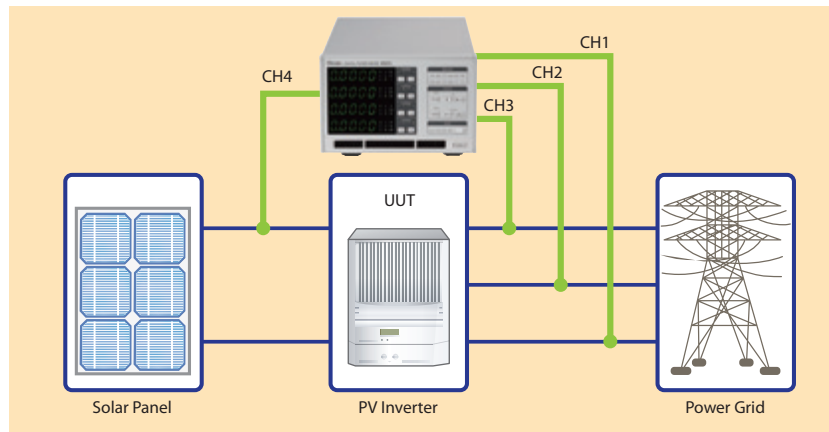 CH1
CH4
CH2
CH3
UUT
Solar Panel
PV Inverter
Power Grid